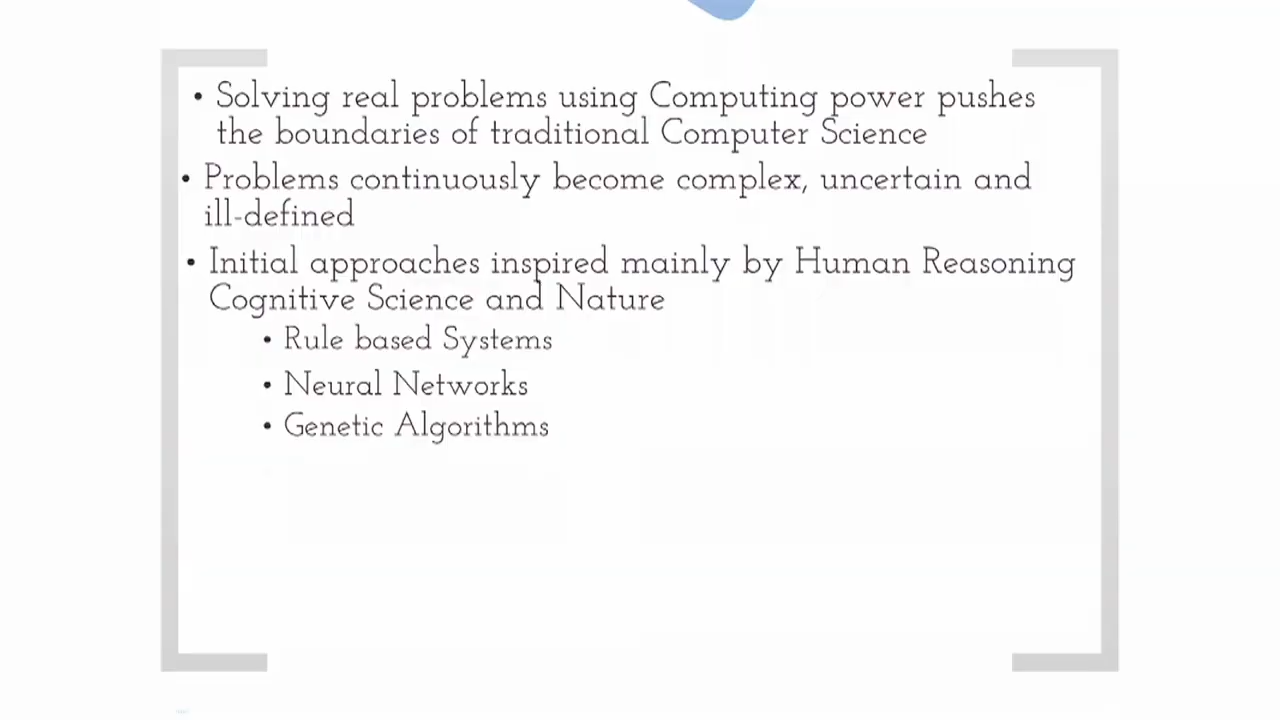 • Solving real problems using Computing power pushes
the boundaries of traditional Computer Science
• Problems continuously become complex, uncertain and
ill-defined
• Initial approaches inspired mainly by Human Reasoning
Cognitive Science and Nature
• Rule based Systems
• Neural Networks
• Genetic Algorithms